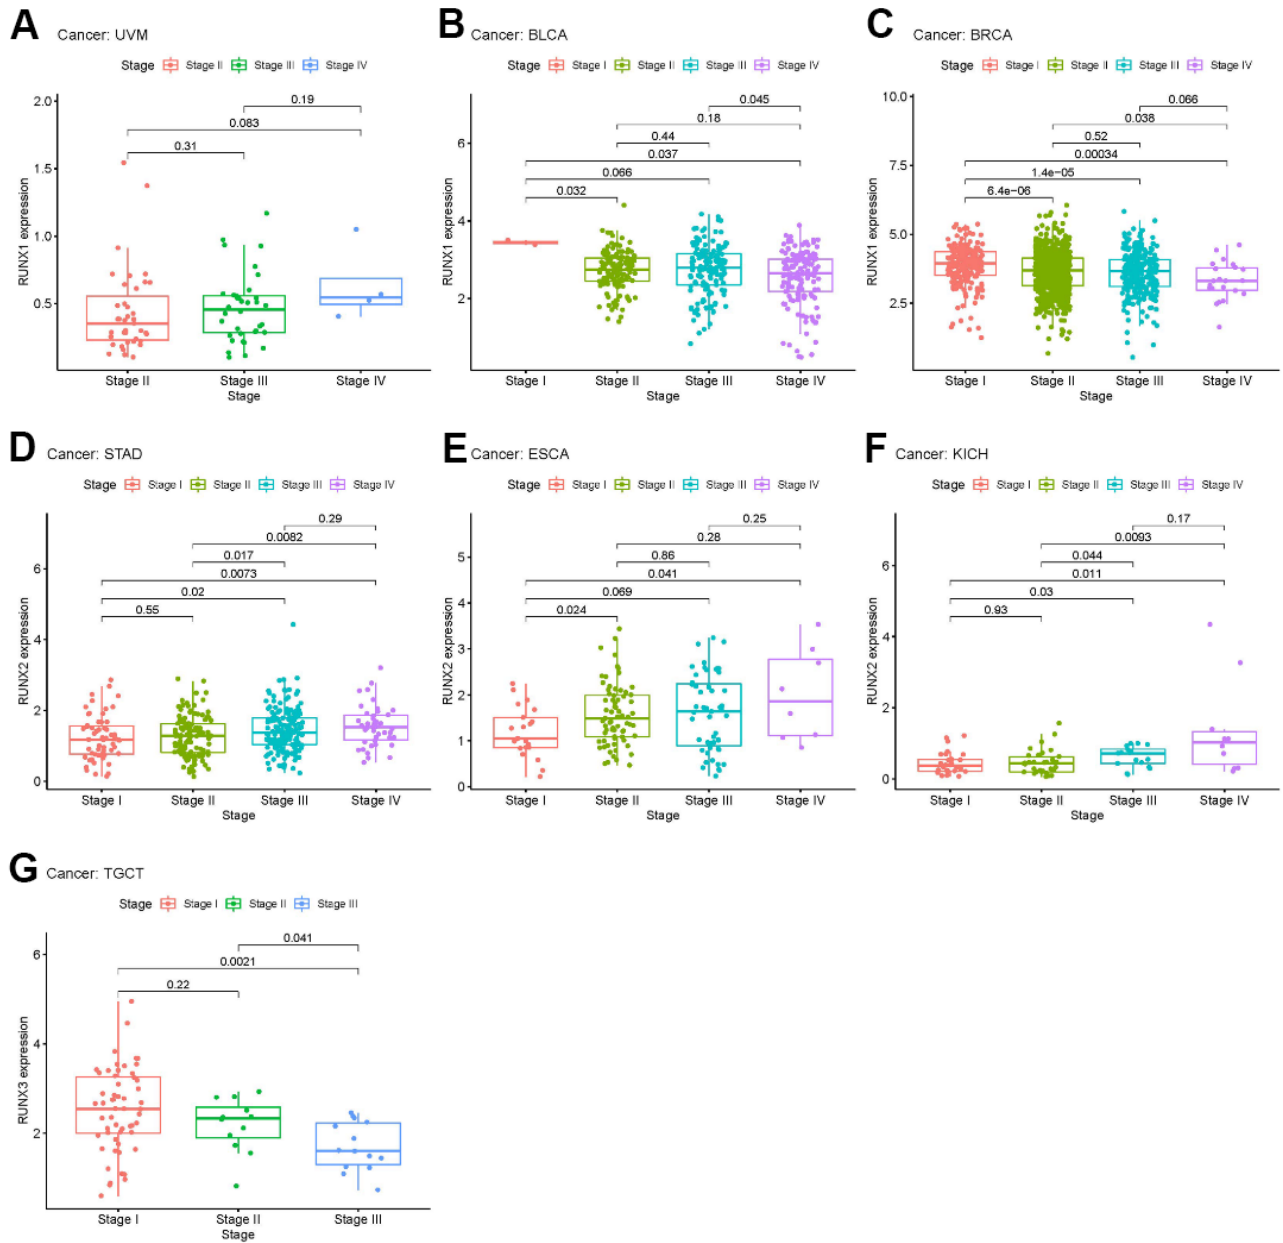 A Cancer: UVM
Stage Stage II Stage III Stage IV
2.0
1.5
1.0
0.5
RUNX1 expression
0.19
0.083
0.31
Stage II Stage III Stage IV
Stage
B Cancer: BLCA
Stage Stage I Stage II Stage III Stage IV
6
4
2
RUNX1 expression
0.045
0.18
0.44
0.037
0.066
0.032
Stage I Stage II Stage III Stage IV
Stage
C Cancer: BRCA
Stage Stage I Stage II Stage III Stage IV
10.0
7.5
5.0
2.5
RUNX1 expression
0.066
0.038
0.52
0.00034
1.4e-05
6.4e-06
Stage I Stage II Stage III Stage IV
Stage
D Cancer: STAD
Stage Stage I Stage II Stage III Stage IV
6
4
2
0
RUNX2 expression
0.29
0.0082
0.017
0.0073
0.02
0.55
Stage I Stage II Stage III Stage IV
Stage
E Cancer: ESCA
Stage Stage I Stage II Stage III Stage IV
5
4
3
2
1
0
RUNX2 expression
0.25
0.28
0.86
0.041
0.069
0.024
Stage I Stage II Stage III Stage IV
Stage
F Cancer: KICH
Stage Stage I Stage II Stage III Stage IV
6
4
2
0
RUNX2 expression
0.17
0.0093
0.044
0.011
0.03
0.93
Stage I Stage II Stage III Stage IV
Stage
G Cancer: TGCT
Stage Stage I Stage II Stage III
6
4
2
RUNX3 expression
0.041
0.0021
0.22
Stage I Stage II Stage III
Stage